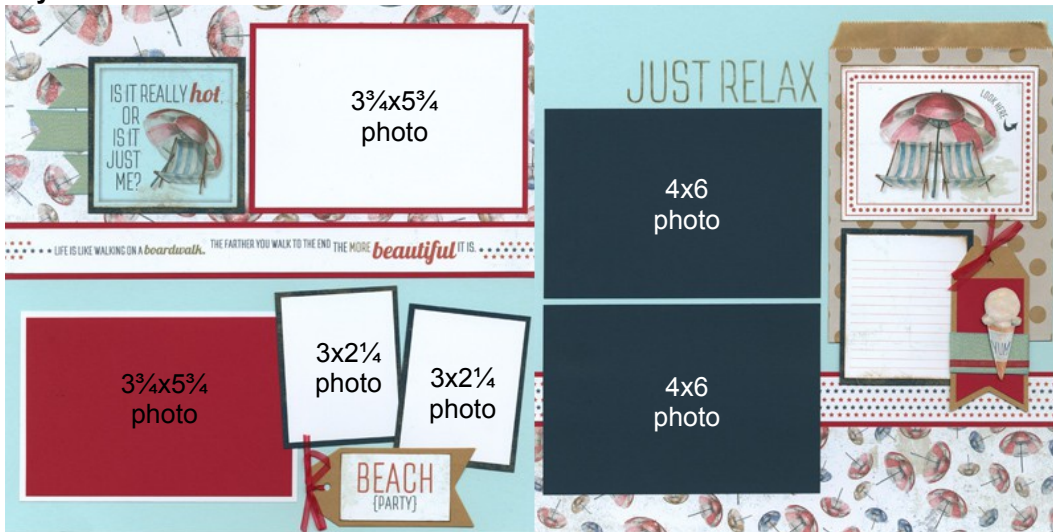 IS IT REALLY hot
OR
IS IT
JUST
ME?
3¾x5¾
photo
LIFE IS LIKE WALKING ON A boardwalk. THE FARTHER YOU WALK TO THE END THE MORE beautiful IT IS.
3¾x5¾
photo
3x2¼
photo
3x2¼
photo
BEACH
{PARTY}
JUST RELAX
4x6
photo
4x6
photo
LOOK HERE
YUM